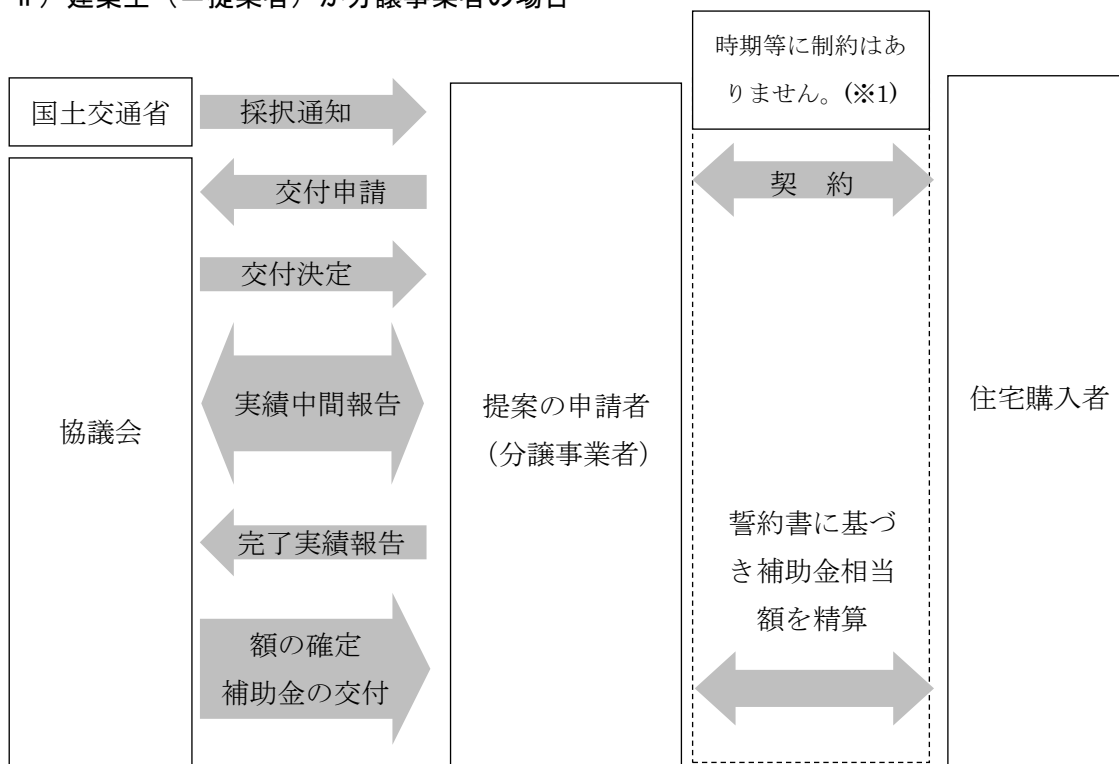 ⅱ）建築主（＝提案者）が分譲事業者の場合
時期等に制約はあ
りません。(※1)
国土交通省
採択通知
契　約
交付申請
交付決定
実績中間報告
協議会
提案の申請者
（分譲事業者）
住宅購入者
完了実績報告
誓約書に基づ
き補助金相当
額を精算
額の確定
補助金の交付